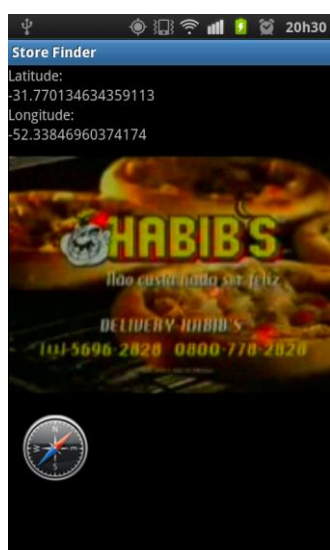 20h30
Store Finder
Latitude:
-31.770134634359113
Longitude:
-52.33846960374174
HABIB'S
Não custa nada ser feliz
DELIVERY HABIB'S
(11) 5696-2828 0800-778-2828
N
W E
S